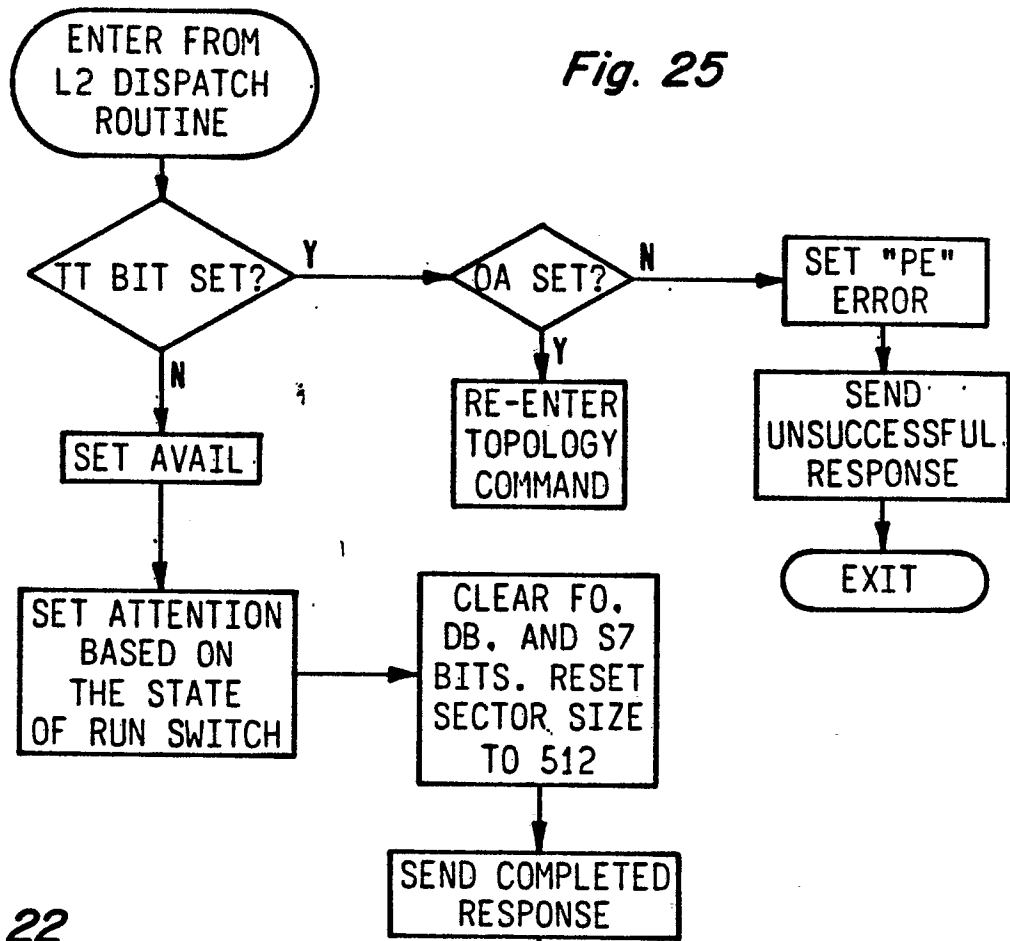 ENTER FROM
L2 DISPATCH
ROUTINE
Fig. 25
TT BIT SET?
Y
OA SET?
N
SET "PE"
ERROR
N
Y
SET AVAIL
RE-ENTER
TOPOLOGY
COMMAND
SEND
UNSUCCESSFUL
RESPONSE
EXIT
SET ATTENTION
BASED ON
THE STATE
OF RUN SWITCH
CLEAR FO.
DB. AND S7
BITS. RESET
SECTOR SIZE
TO 512
SEND COMPLETED
RESPONSE
22